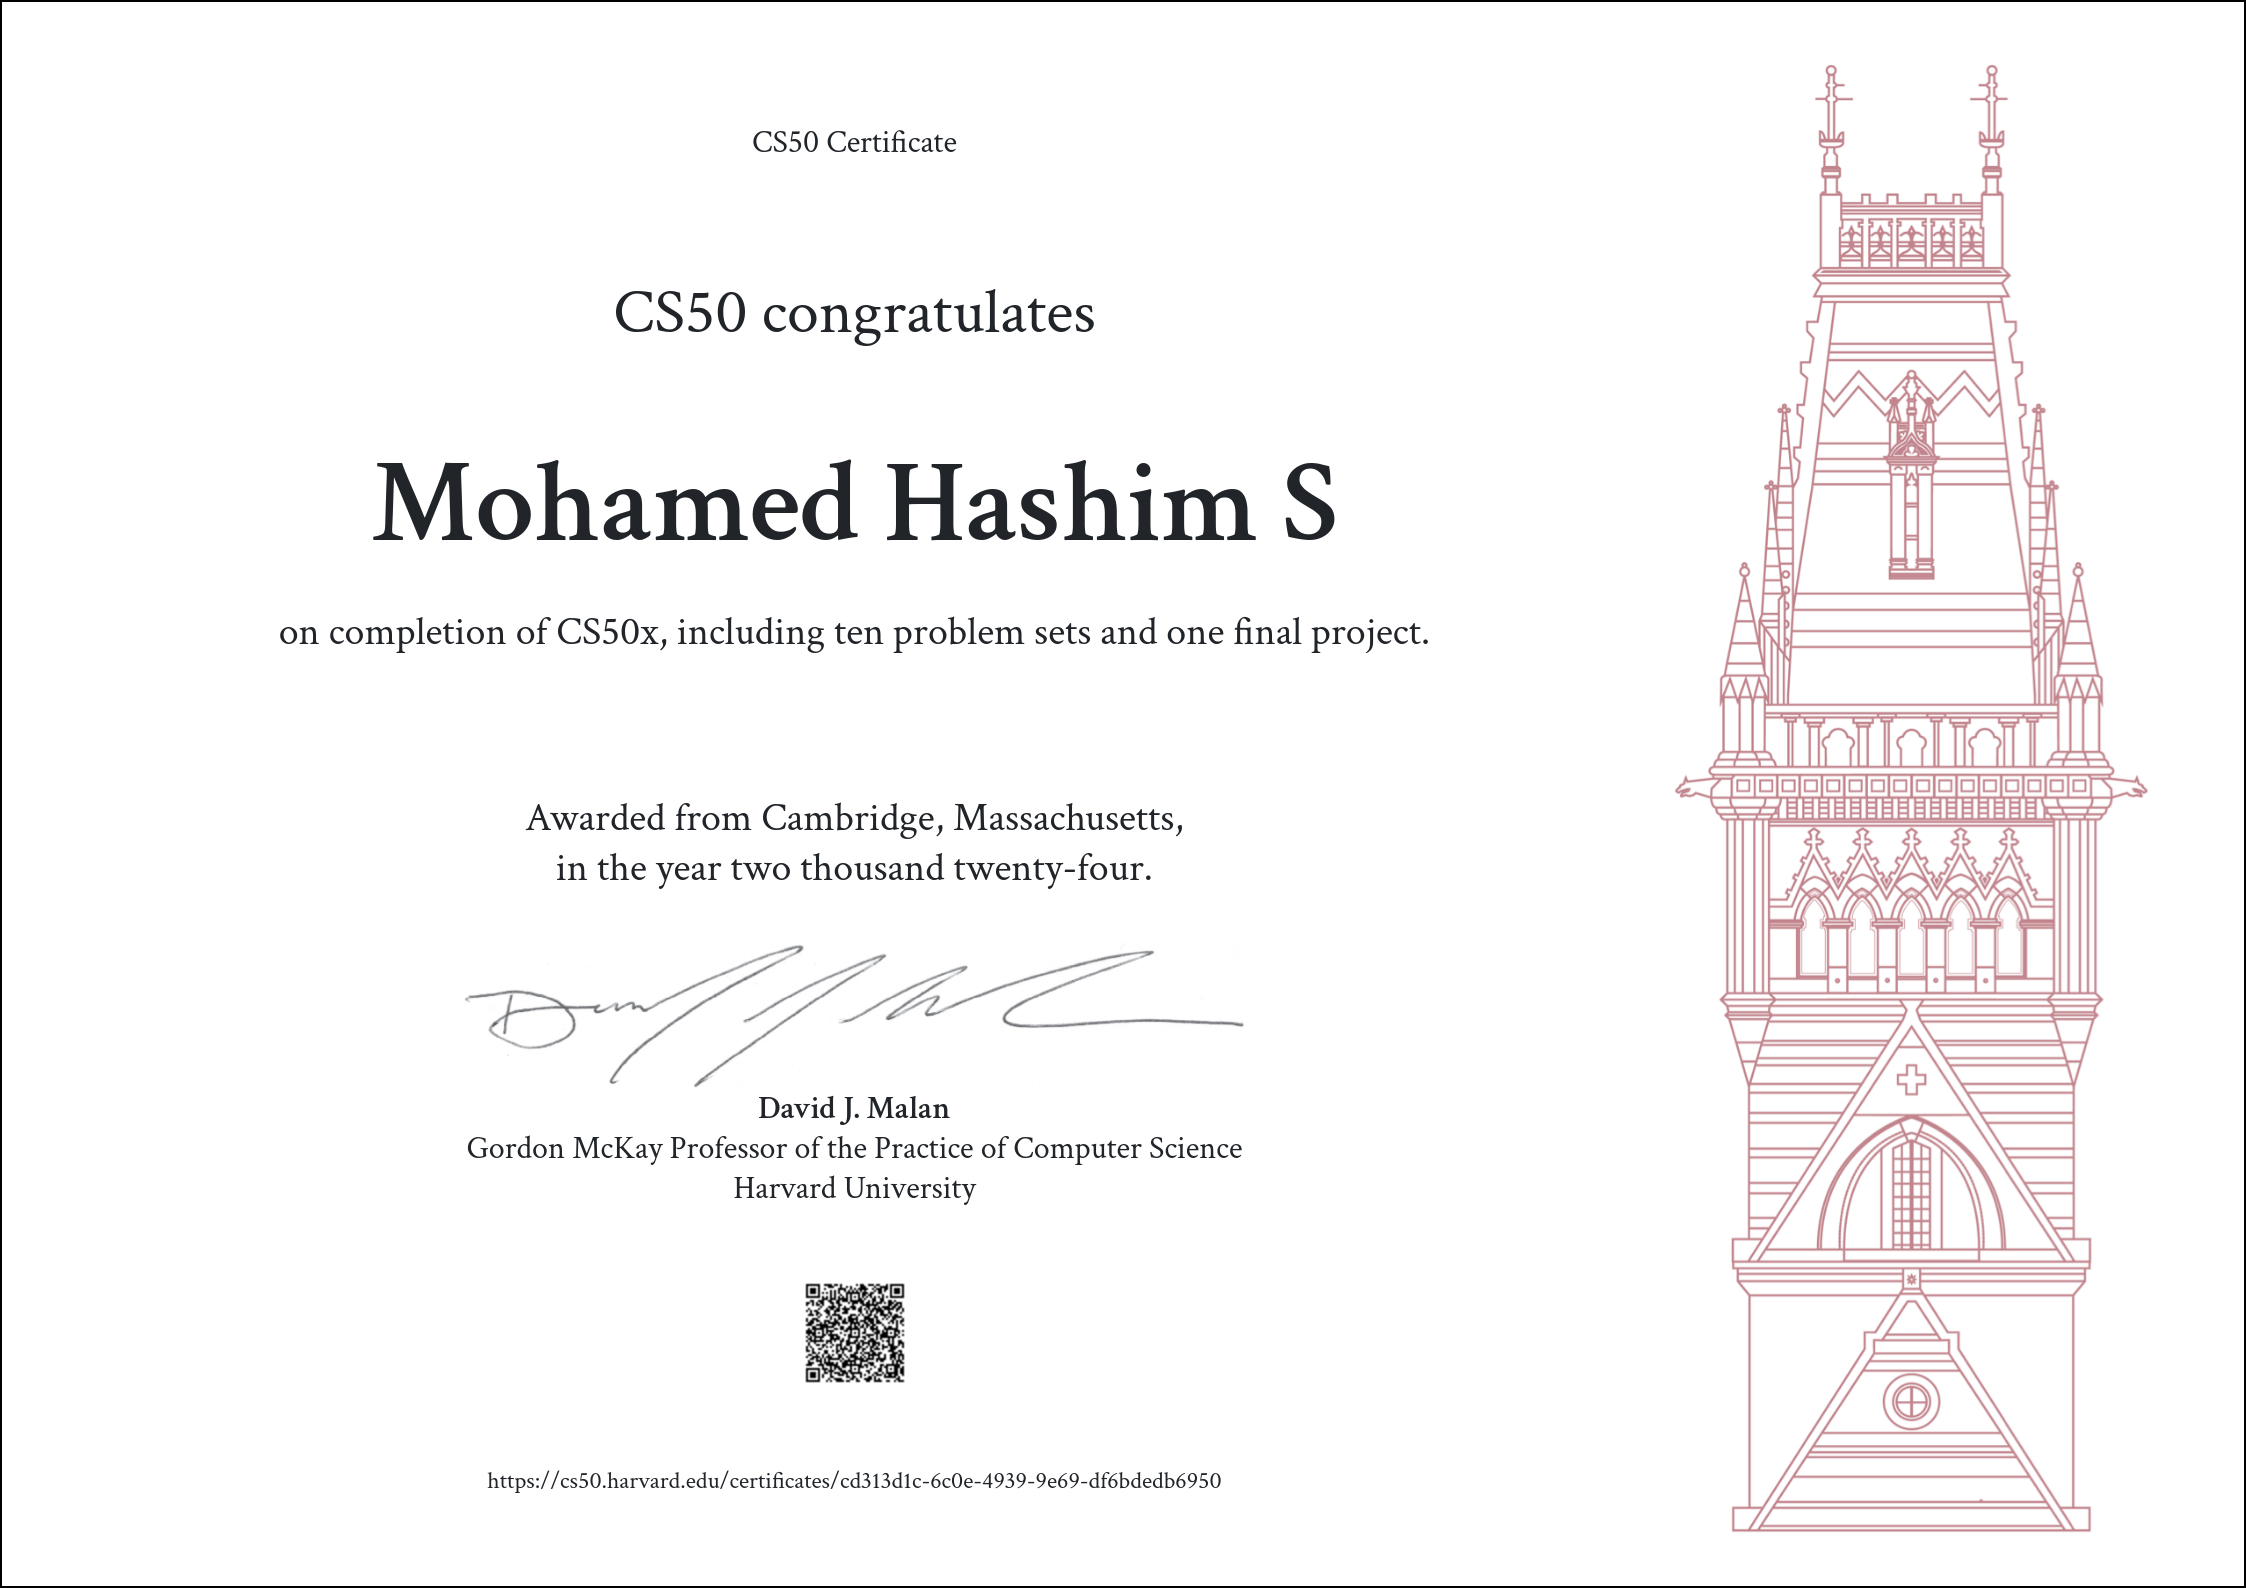 CS50 Certificate
CS50 congratulates
Mohamed Hashim S
on completion of CS50x, including ten problem sets and one final project.
Awarded from Cambridge, Massachusetts,
in the year two thousand twenty-four.
David J. Malan
Gordon McKay Professor of the Practice of Computer Science
Harvard University
https://cs50.harvard.edu/certificates/cd313d1c-6c0e-4939-9e69-df6bdedb6950